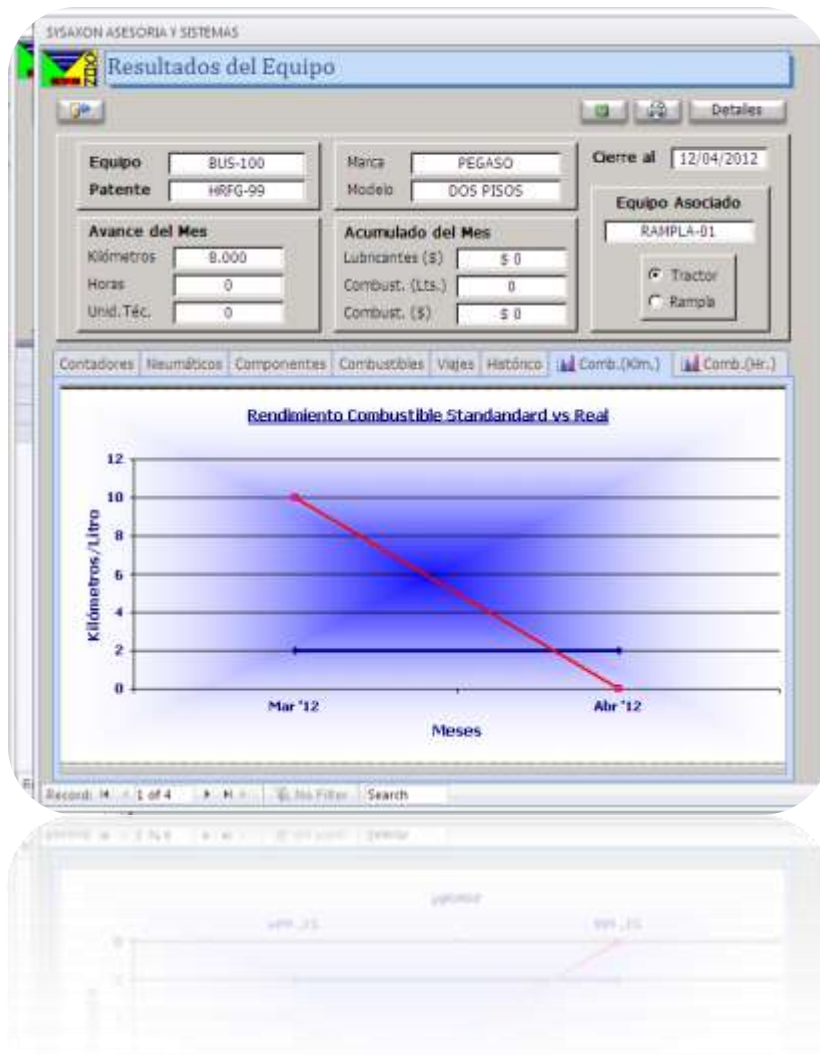 SYSAXON ASESORIA Y SISTEMAS
Resultados del Equipo
Detalles
Equipo BUS-100
Patente HRFG-99
Marca PEGASO
Modelo DOS PISOS
Cierre al 12/04/2012
Equipo Asociado
RAMPLA-01
Tractor
Rampla
Avance del Mes
Kilómetros 8.000
Horas 0
Unid.Téc. 0
Acumulado del Mes
Lubricantes ($) $ 0
Combust. (Lts.) 0
Combust. ($) $ 0
Contadores Neumáticos Componentes Combustibles Viajes Histórico Comb.(Klm.) Comb.(Hr.)
Rendimiento Combustible Standandard vs Real
Kilómetros/Litro
12
10
8
6
4
2
0
Mar '12 Abr '12
Meses
Record: 1 of 4 No Filter Search